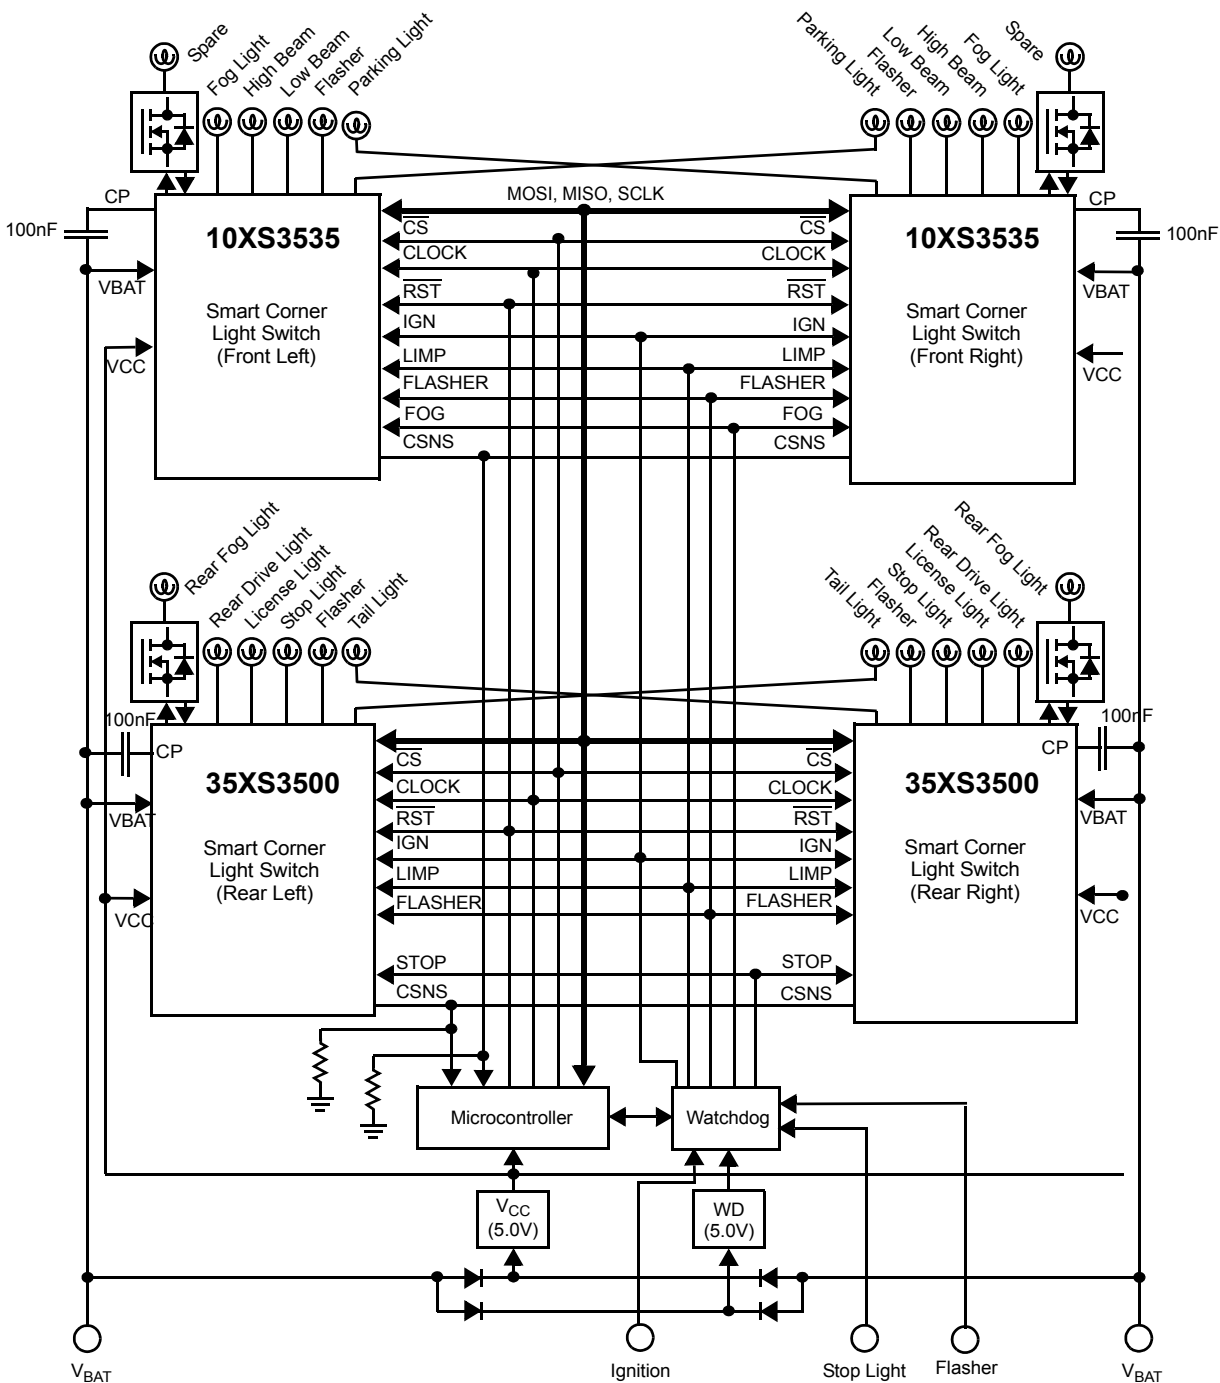 Spare
Fog Light
High Beam
Low Beam
Flasher
Parking Light
Parking Light
Flasher
Low Beam
High Beam
Fog Light
Spare
CP
100nF
VBAT
VCC
10XS3535
Smart Corner
Light Switch
(Front Left)
MOSI, MISO, SCLK
CS
CLOCK
RST
IGN
LIMP
FLASHER
FOG
CSNS
CS
CLOCK
RST
IGN
LIMP
FLASHER
FOG
CSNS
10XS3535
Smart Corner
Light Switch
(Front Right)
CP
100nF
VBAT
VCC
Rear Fog Light
Rear Drive Light
License Light
Stop Light
Flasher
Tail Light
Tail Light
Flasher
Stop Light
License Light
Rear Drive Light
Rear Fog Light
100nF
CP
VBAT
VCC
35XS3500
Smart Corner
Light Switch
(Rear Left)
CS
CLOCK
RST
IGN
LIMP
FLASHER
STOP
CSNS
CS
CLOCK
RST
IGN
LIMP
FLASHER
STOP
CSNS
35XS3500
Smart Corner
Light Switch
(Rear Right)
100nF
CP
VBAT
VCC
Microcontroller
Watchdog
VCC
(5.0V)
WD
(5.0V)
VBAT
Ignition
Stop Light
Flasher
VBAT